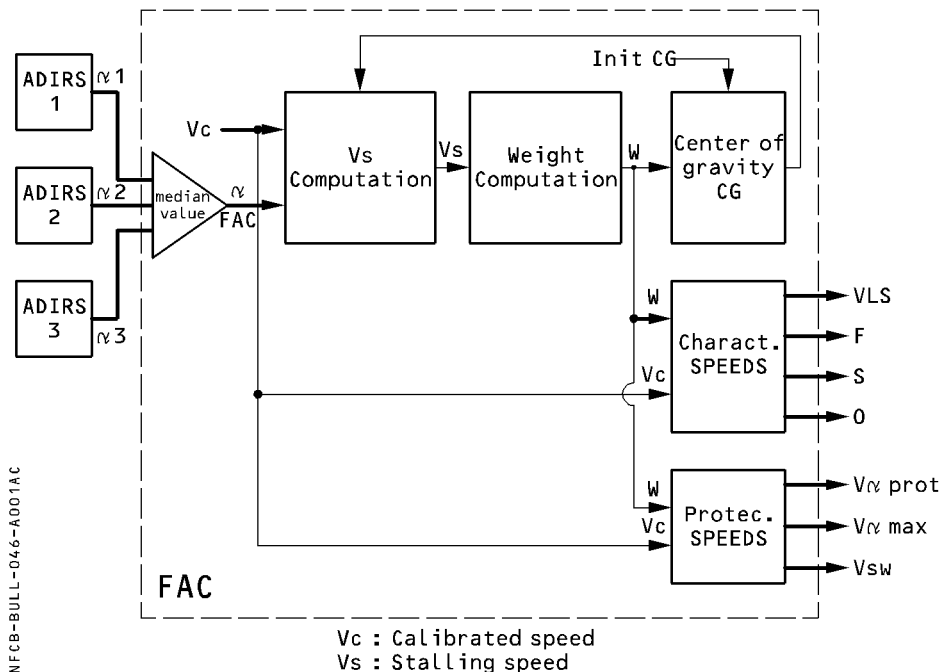 ADIRS
1
α1
ADIRS
2
α2
ADIRS
3
α3
median
value
α
FAC
Vc
Vs
Computation
Vs
Weight
Computation
W
Init CG
Center of
gravity
CG
W
Vc
Charact.
SPEEDS
VLS
F
S
O
W
Vc
Protec.
SPEEDS
Vα prot
Vα max
Vsw
FAC
NFCB-BULL-046-A001AC
Vc : Calibrated speed
Vs : Stalling speed